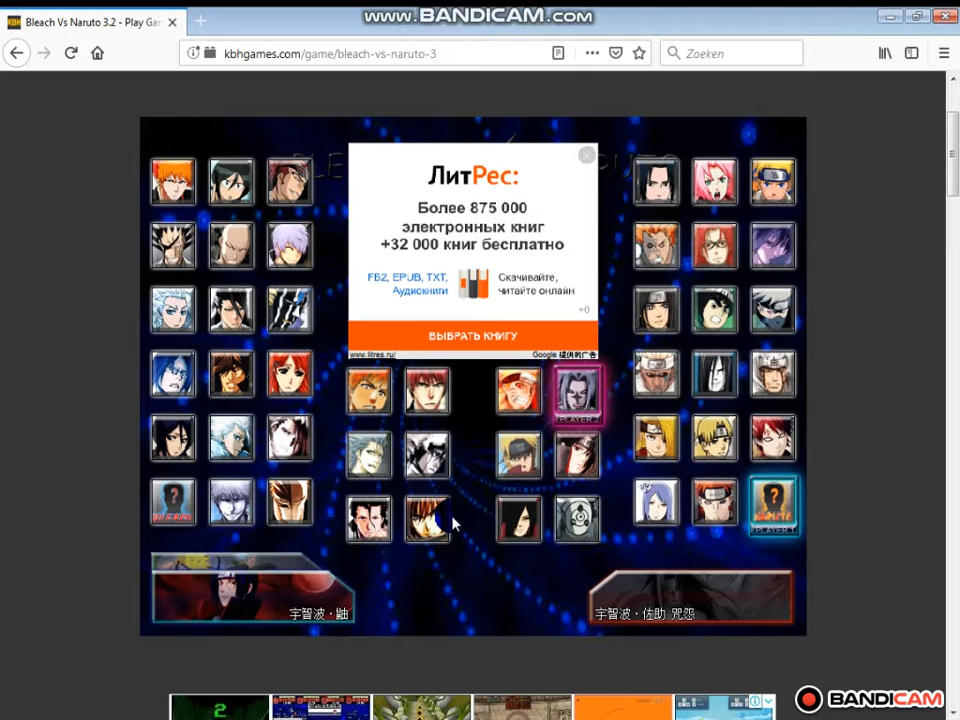 www.BANDICAM.com
KBH
Bleach Vs Naruto 3.2 - Play Gam
kbhgames.com/game/bleach-vs-naruto-3
Zoeken
ЛитРес:
Более 875 000
электронных книг
+32 000 книг бесплатно
FB2, EPUB, TXT,
Аудиокниги
Скачивайте,
читайте онлайн
+0
ВЫБРАТЬ КНИГУ
www.litres.ru/
Google 提供的广告
PLAYER 2
PLAYER 1
宇智波·鼬
宇智波·佐助 咒怨
2
BANDICAM